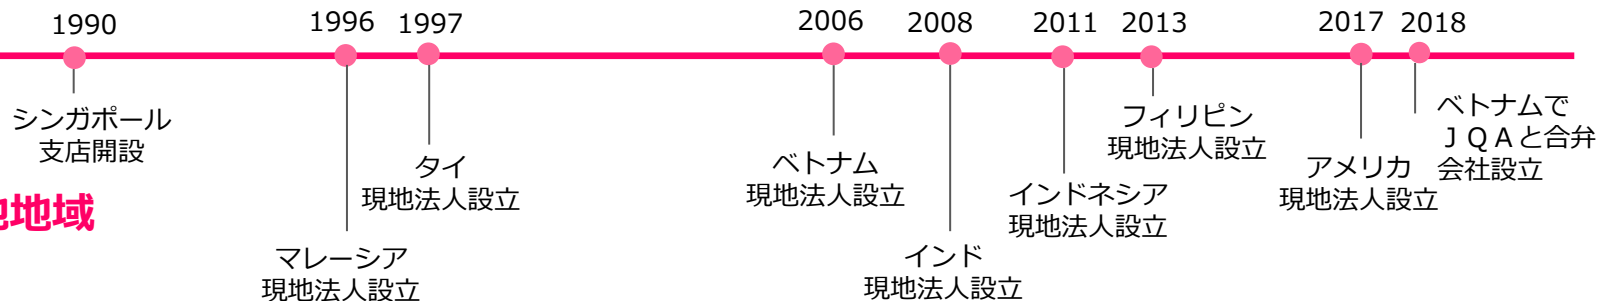 1990
1996
1997
2006
2008
2011
2013
2017
2018
シンガポール
支店開設
マレーシア
現地法人設立
タイ
現地法人設立
ベトナム
現地法人設立
インド
現地法人設立
インドネシア
現地法人設立
フィリピン
現地法人設立
アメリカ
現地法人設立
ベトナムで
ＪＱＡと合弁
会社設立
地域